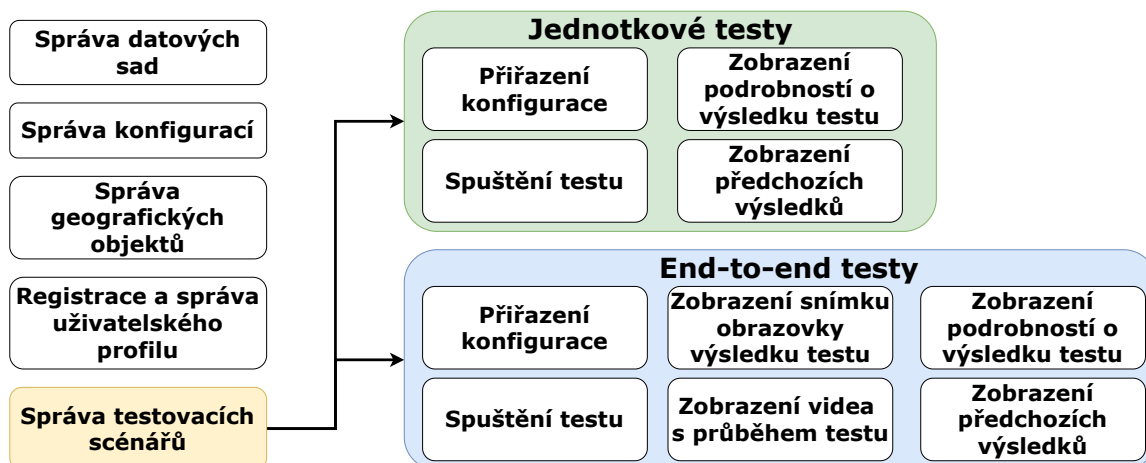 Správa datových
sad
Správa konfigurací
Správa
geografických
objektů
Registrace a správa
uživatelského
profilu
Správa testovacích
scénářů
Jednotkové testy
Přiřazení
konfigurace
Zobrazení
podrobností o
výsledku testu
Spuštění testu
Zobrazení
předchozích
výsledků
End-to-end testy
Přiřazení
konfigurace
Zobrazení snímku
obrazovky
výsledku testu
Zobrazení
podrobností o
výsledku testu
Spuštění testu
Zobrazení videa
s průběhem testu
Zobrazení
předchozích
výsledků